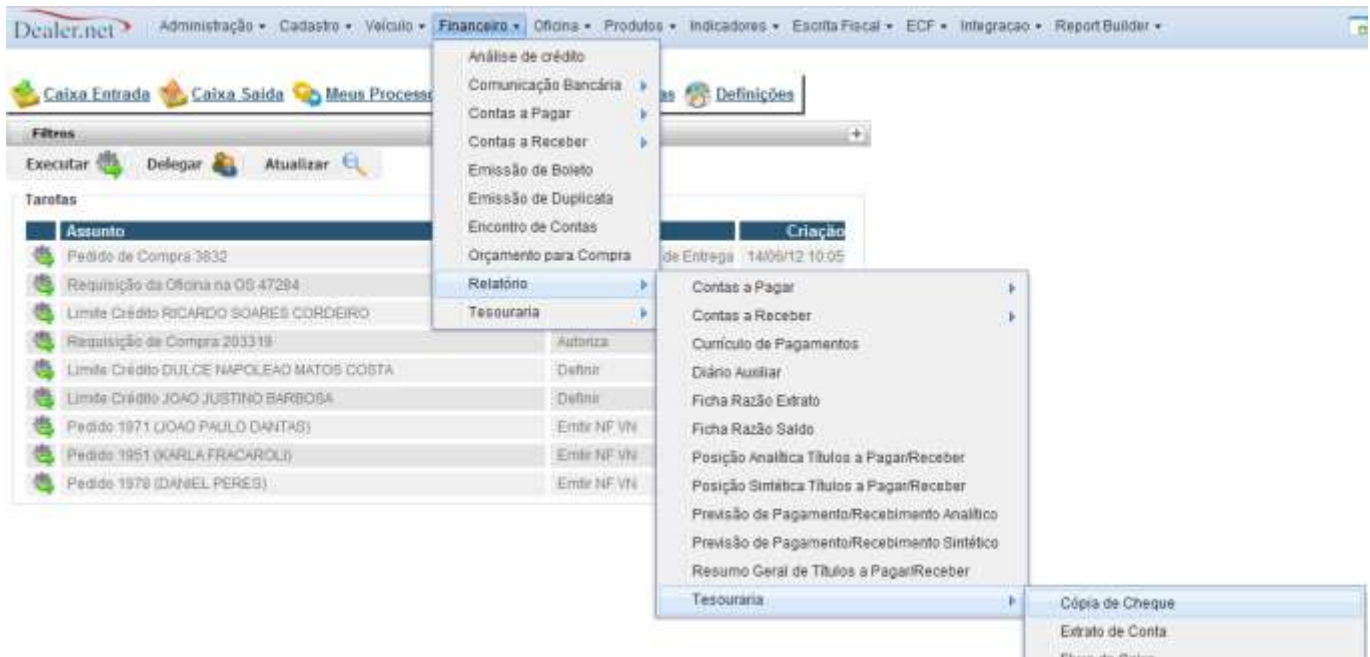 Dealer.net
Administração Cadastro Veículo Financeiro Oficina Produtos Indicadores Escrita Fiscal ECF Integracao Report Builder
Caixa Entrada Caixa Saida Meus Processo as Definições
Filtros
Executar Delegar Atualizar
Tarefas
Assunto Criação
Pedido de Compra 3832 de Entrega 14/06/12 10:05
Requisição da Oficina na OS 47284
Limite Crédito RICARDO SOARES CORDEIRO
Requisição de Compra 203319 Autoriza
Limite Crédito DULCE NAPOLEAO MATOS COSTA Definir
Limite Crédito JOAO JUSTINO BARBOSA Definir
Pedido 1971 (JOAO PAULO DANTAS) Emitir NF VN
Pedido 1951 (KARLA FRACAROLI) Emitir NF VN
Pedido 1978 (DANIEL PERES) Emitir NF VN
Análise de crédito
Comunicação Bancária
Contas a Pagar
Contas a Receber
Emissão de Boleto
Emissão de Duplicata
Encontro de Contas
Orçamento para Compra
Relatório
Tesouraria
Contas a Pagar
Contas a Receber
Currículo de Pagamentos
Diário Auxiliar
Ficha Razão Extrato
Ficha Razão Saldo
Posição Analítica Títulos a Pagar/Receber
Posição Sintética Títulos a Pagar/Receber
Previsão de Pagamento/Recebimento Analítico
Previsão de Pagamento/Recebimento Sintético
Resumo Geral de Títulos a Pagar/Receber
Tesouraria
Cópia de Cheque
Extrato de Conta